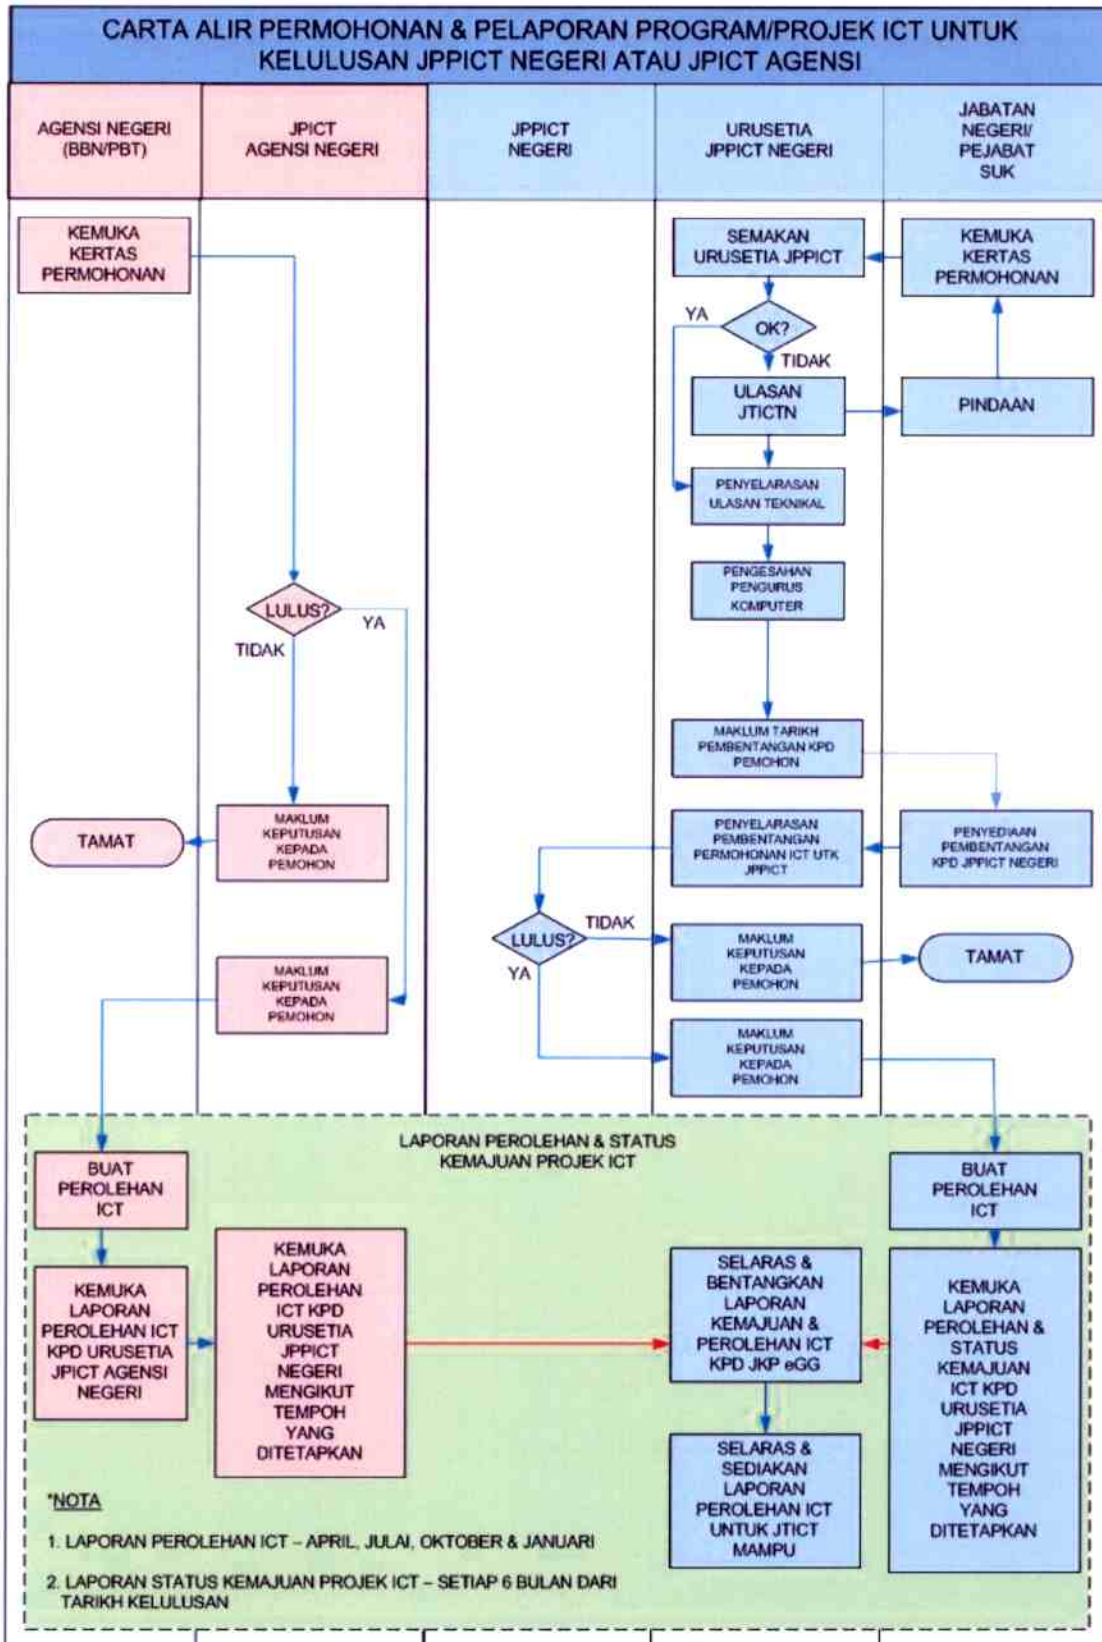 CARTA ALIR PERMOHONAN & PELAPORAN PROGRAM/PROJEK ICT UNTUK
KELULUSAN JPPICT NEGERI ATAU JPICT AGENSI
AGENSI NEGERI
(BBN/PBT)
JPICT
AGENSI NEGERI
JPPICT
NEGERI
URUSETIA
JPPICT NEGERI
JABATAN
NEGERI/
PEJABAT
SUK
KEMUKA
KERTAS
PERMOHONAN
SEMAKAN
URUSETIA JPPICT
KEMUKA
KERTAS
PERMOHONAN
YA
OK?
TIDAK
ULASAN
JTICTN
PINDAAN
PENYELARASAN
ULASAN TEKNIKAL
PENGESAHAN
PENGURUS
KOMPUTER
LULUS?
YA
TIDAK
MAKLUM TARIKH
PEMBENTANGAN KPD
PEMOHON
TAMAT
MAKLUM
KEPUTUSAN
KEPADA
PEMOHON
PENYELARASAN
PEMBENTANGAN
PERMOHONAN ICT UTK
JPPICT
PENYEDIAAN
PEMBENTANGAN
KPD JPPICT NEGERI
LULUS?
TIDAK
YA
MAKLUM
KEPUTUSAN
KEPADA
PEMOHON
TAMAT
MAKLUM
KEPUTUSAN
KEPADA
PEMOHON
MAKLUM
KEPUTUSAN
KEPADA
PEMOHON
LAPORAN PEROLEHAN & STATUS
KEMAJUAN PROJEK ICT
BUAT
PEROLEHAN
ICT
BUAT
PEROLEHAN
ICT
KEMUKA
LAPORAN
PEROLEHAN ICT
KPD URUSETIA
JPICT AGENSI
NEGERI
KEMUKA
LAPORAN
PEROLEHAN
ICT KPD
URUSETIA
JPPICT
NEGERI
MENGIKUT
TEMPOH
YANG
DITETAPKAN
SELARAS &
BENTANGKAN
LAPORAN
KEMAJUAN &
PEROLEHAN ICT
KPD JKP eGG
KEMUKA
LAPORAN
PEROLEHAN &
STATUS
KEMAJUAN
ICT KPD
URUSETIA
JPPICT
NEGERI
MENGIKUT
TEMPOH
YANG
DITETAPKAN
SELARAS &
SEDIAKAN
LAPORAN
PEROLEHAN ICT
UNTUK JTICT
MAMPU
*NOTA
1. LAPORAN PEROLEHAN ICT – APRIL, JULAI, OKTOBER & JANUARI
2. LAPORAN STATUS KEMAJUAN PROJEK ICT – SETIAP 6 BULAN DARI
TARIKH KELULUSAN